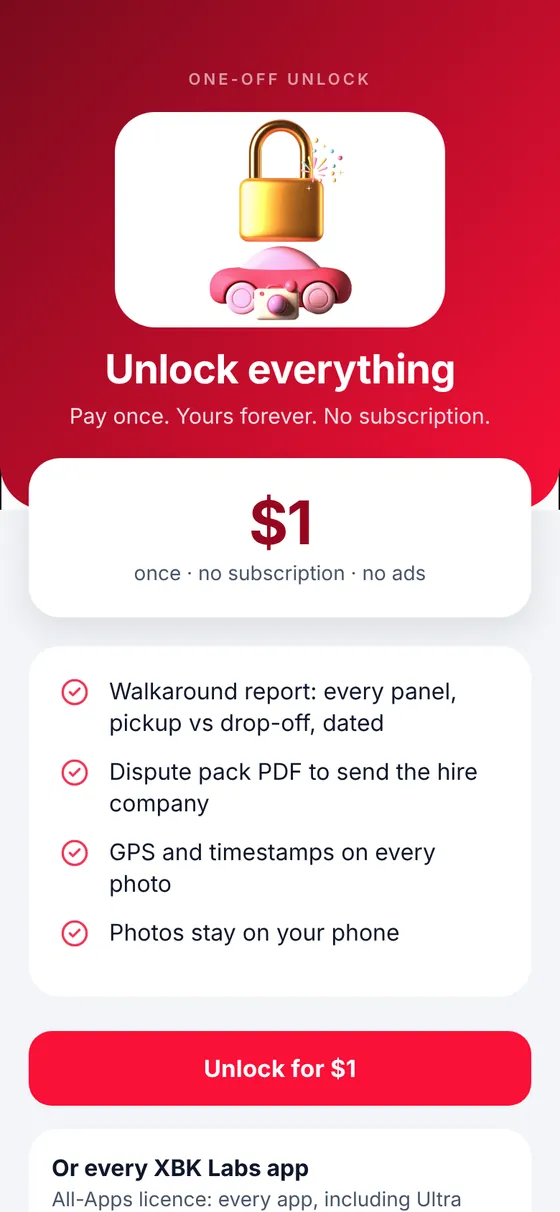 ONE-OFF UNLOCK
Unlock everything
Pay once. Yours forever. No subscription.
$1
once · no subscription · no ads
Walkaround report: every panel,
pickup vs drop-off, dated
Dispute pack PDF to send the hire
company
GPS and timestamps on every
photo
Photos stay on your phone
Unlock for $1
Or every XBK Labs app
All-Apps licence: every app, including Ultra